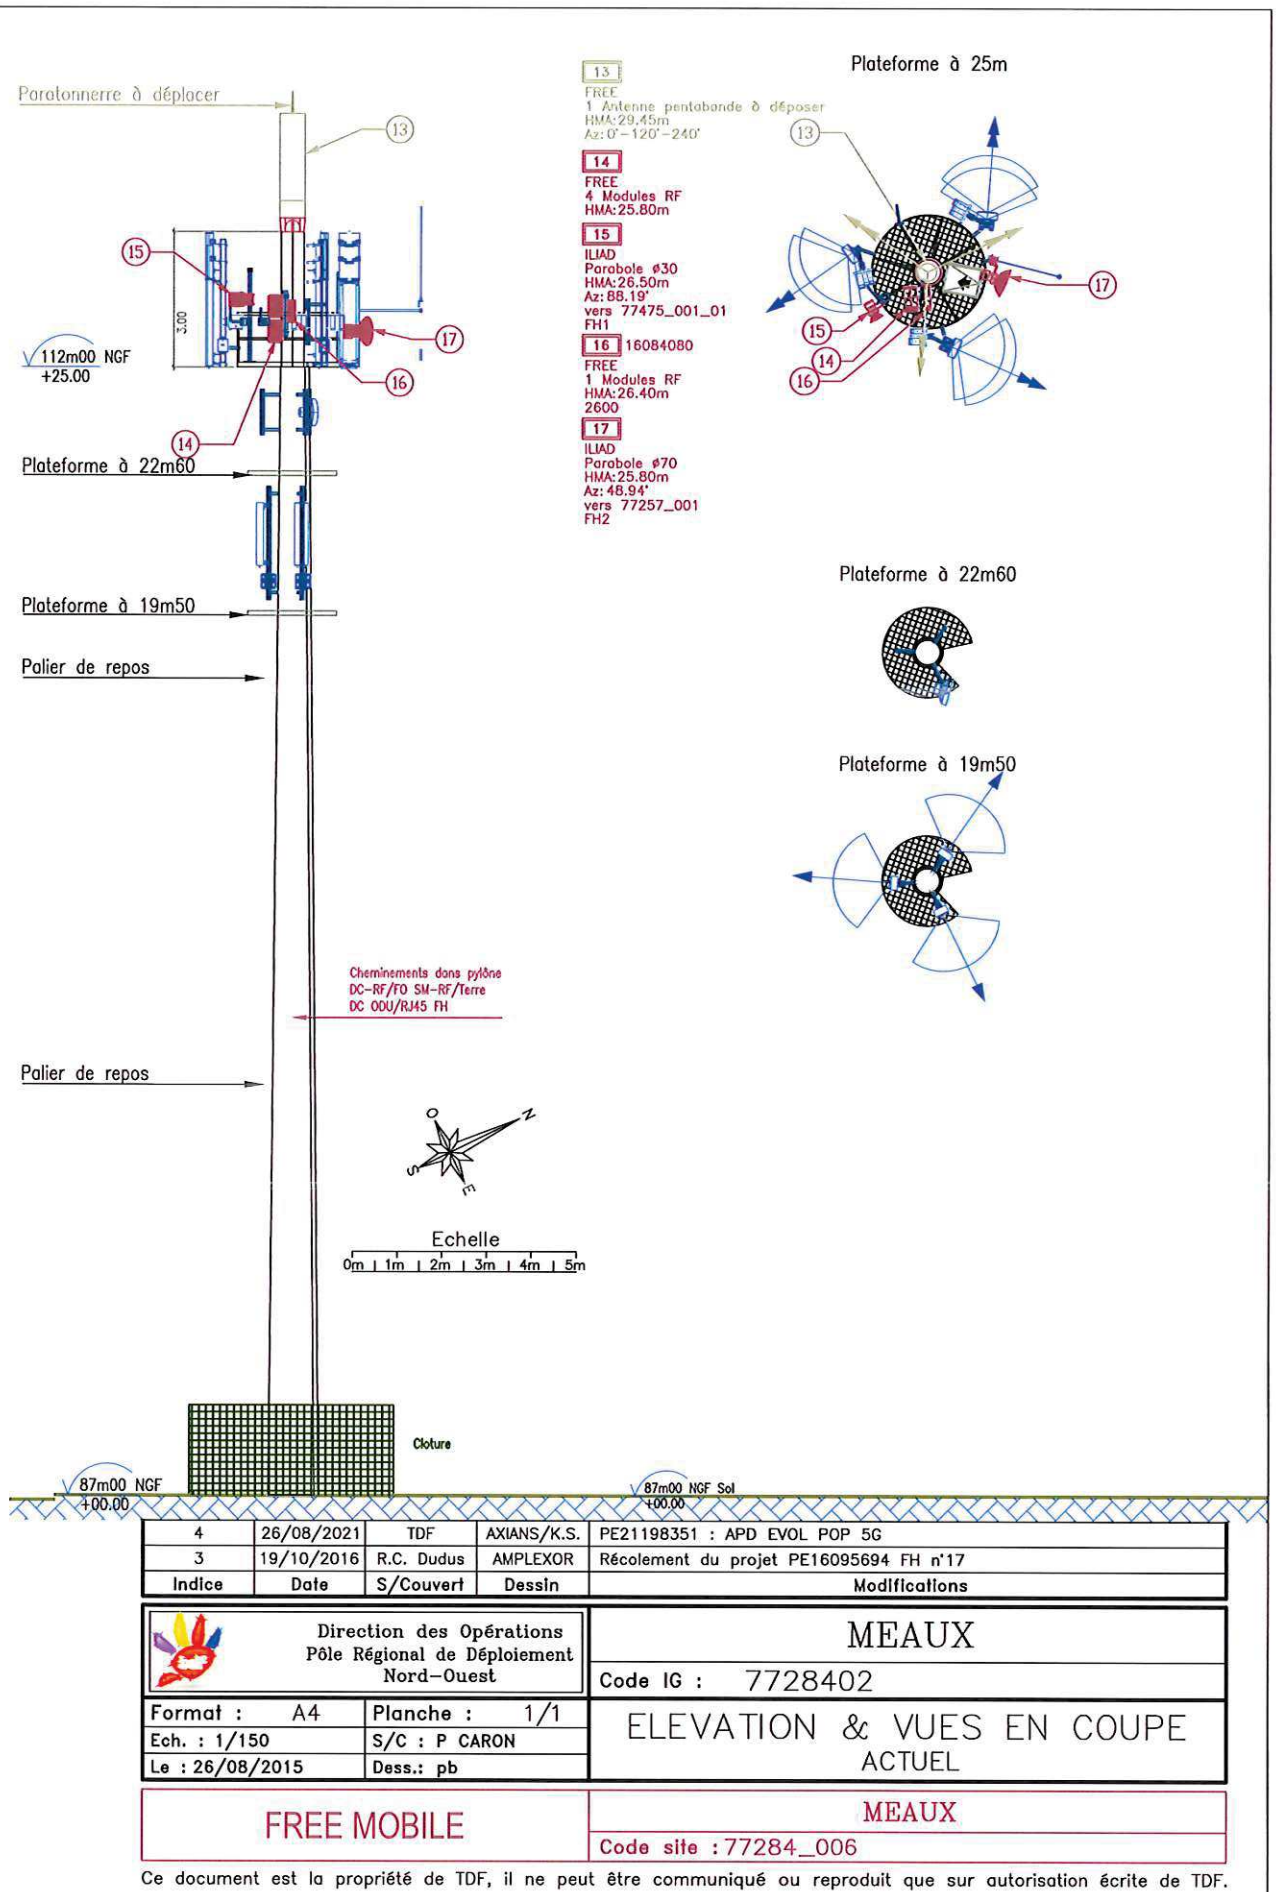 Plateforme à 25m
Paratonnerre à déplacer
13
13
FREE
1 Antenne pentabande à déposer
HMA:29.45m
Az: 0°-120°-240°
14
FREE
4 Modules RF
HMA:25.80m
15
ILIAD
Parabole ø30
HMA:26.50m
Az: 88.19°
vers 77475_001_01
FH1
16 16084080
FREE
1 Modules RF
HMA:26.40m
2600
17
ILIAD
Parabole ø70
HMA:25.80m
Az: 48.94°
vers 77257_001
FH2
13
15
17
16
14
3.00
112m00 NGF
+25.00
17
15
14
16
Plateforme à 22m60
Plateforme à 19m50
Palier de repos
Plateforme à 22m60
Plateforme à 19m50
Cheminements dans pylône
DC-RF/FO SM-RF/Terre
DC ODU/RJ45 FH
Palier de repos
O
N
S
E
Echelle
0m | 1m | 2m | 3m | 4m | 5m
Cloture
87m00 NGF
+00.00
87m00 NGF Sol
+00.00
4 26/08/2021 TDF AXIANS/K.S. PE21198351 : APD EVOL POP 5G
3 19/10/2016 R.C. Dudus AMPLEXOR Récolement du projet PE16095694 FH n°17
Indice Date S/Couvert Dessin Modifications
Direction des Opérations
Pôle Régional de Déploiement
Nord-Ouest
MEAUX
Code IG : 7728402
Format : A4 Planche : 1/1
Ech. : 1/150 S/C : P CARON
Le : 26/08/2015 Dess.: pb
ELEVATION & VUES EN COUPE
ACTUEL
FREE MOBILE
MEAUX
Code site : 77284_006
Ce document est la propriété de TDF, il ne peut être communiqué ou reproduit que sur autorisation écrite de TDF.